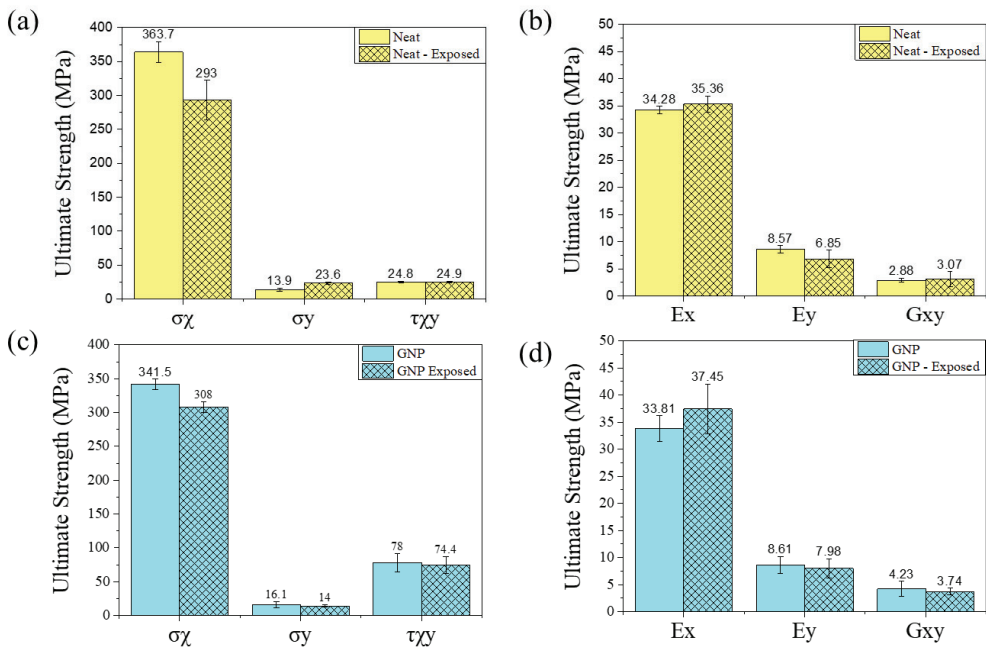 (a)
Ultimate Strength (MPa)
400
350
300
250
200
150
100
50
0
363.7
293
13.9
23.6
24.8
24.9
Neat
Neat - Exposed
σχ
σy
τχy
(b)
Ultimate Strength (MPa)
50
45
40
35
30
25
20
15
10
5
0
34.28
35.36
8.57
6.85
2.88
3.07
Neat
Neat - Exposed
Ex
Ey
Gxy
(c)
Ultimate Strength (MPa)
400
350
300
250
200
150
100
50
0
341.5
308
16.1
14
78
74.4
GNP
GNP Exposed
σχ
σy
τχy
(d)
Ultimate Strength (MPa)
50
45
40
35
30
25
20
15
10
5
0
33.81
37.45
8.61
7.98
4.23
3.74
GNP
GNP - Exposed
Ex
Ey
Gxy